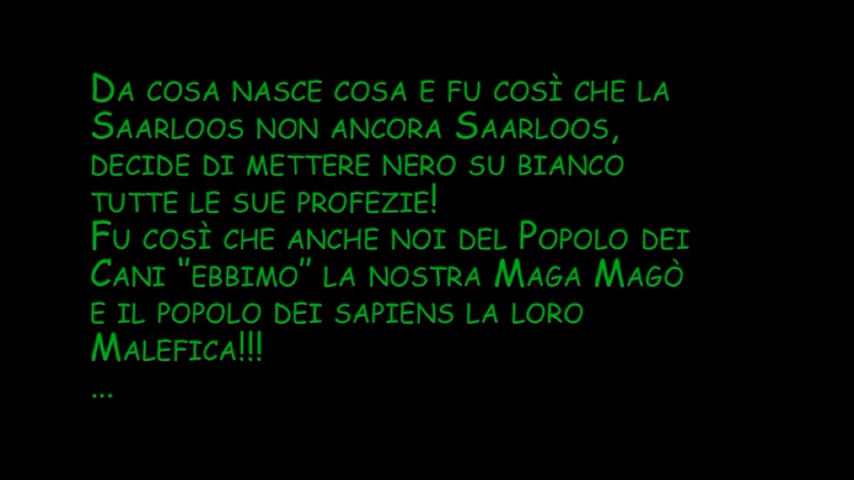 Da cosa nasce cosa e fu così che la
Saarloos non ancora Saarloos,
decide di mettere nero su bianco
tutte le sue profezie!
Fu così che anche noi del Popolo dei
Cani “ebbimo” la nostra Maga Magò
e il popolo dei sapiens la loro
Malefica!!!
...